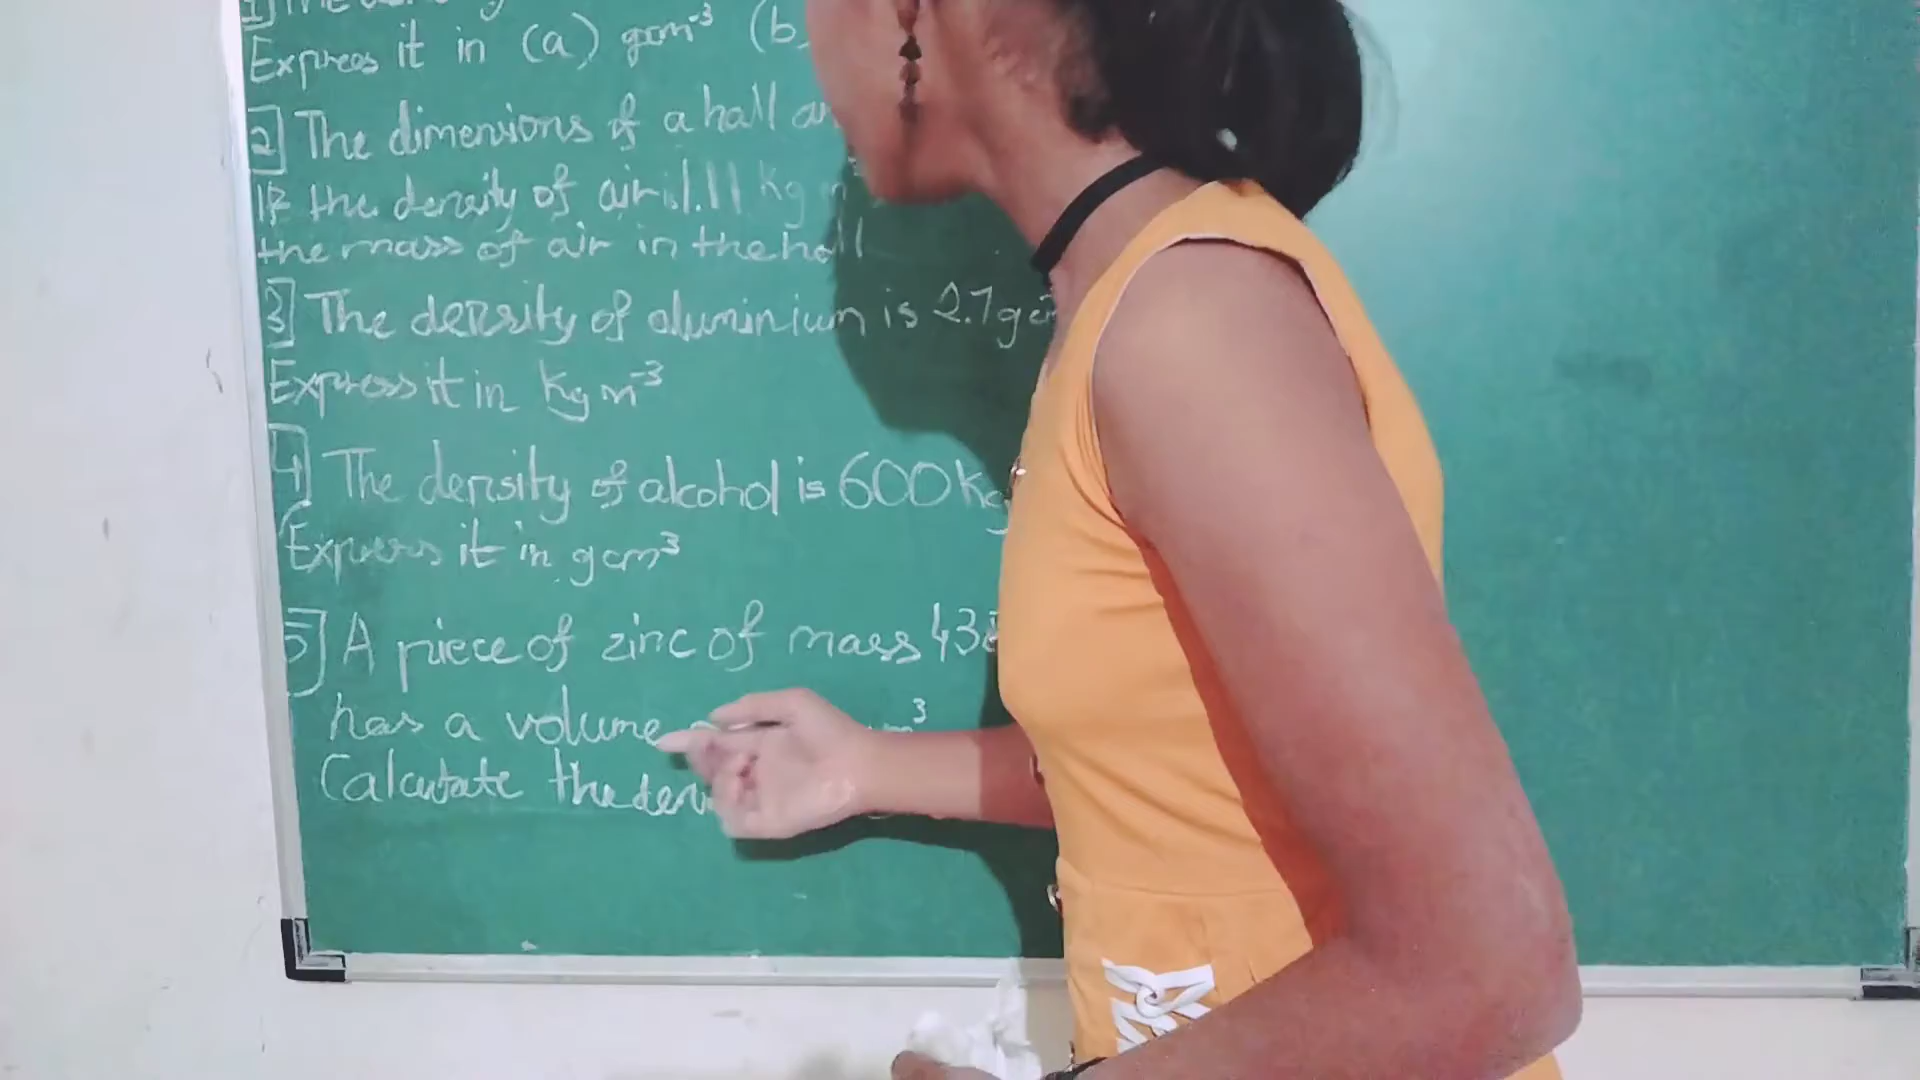 Express it in (a) gcm⁻³ (b
2] The dimensions of a hall
If the density of air is 1.11 kg m
the mass of air in the hall
3] The density of aluminium is 2.7g c
Express it in kg m⁻³
4] The density of alcohol is 600 kg
Express it in gcm³
5] A piece of zinc of mass 438
has a volume m³
Calculate the den